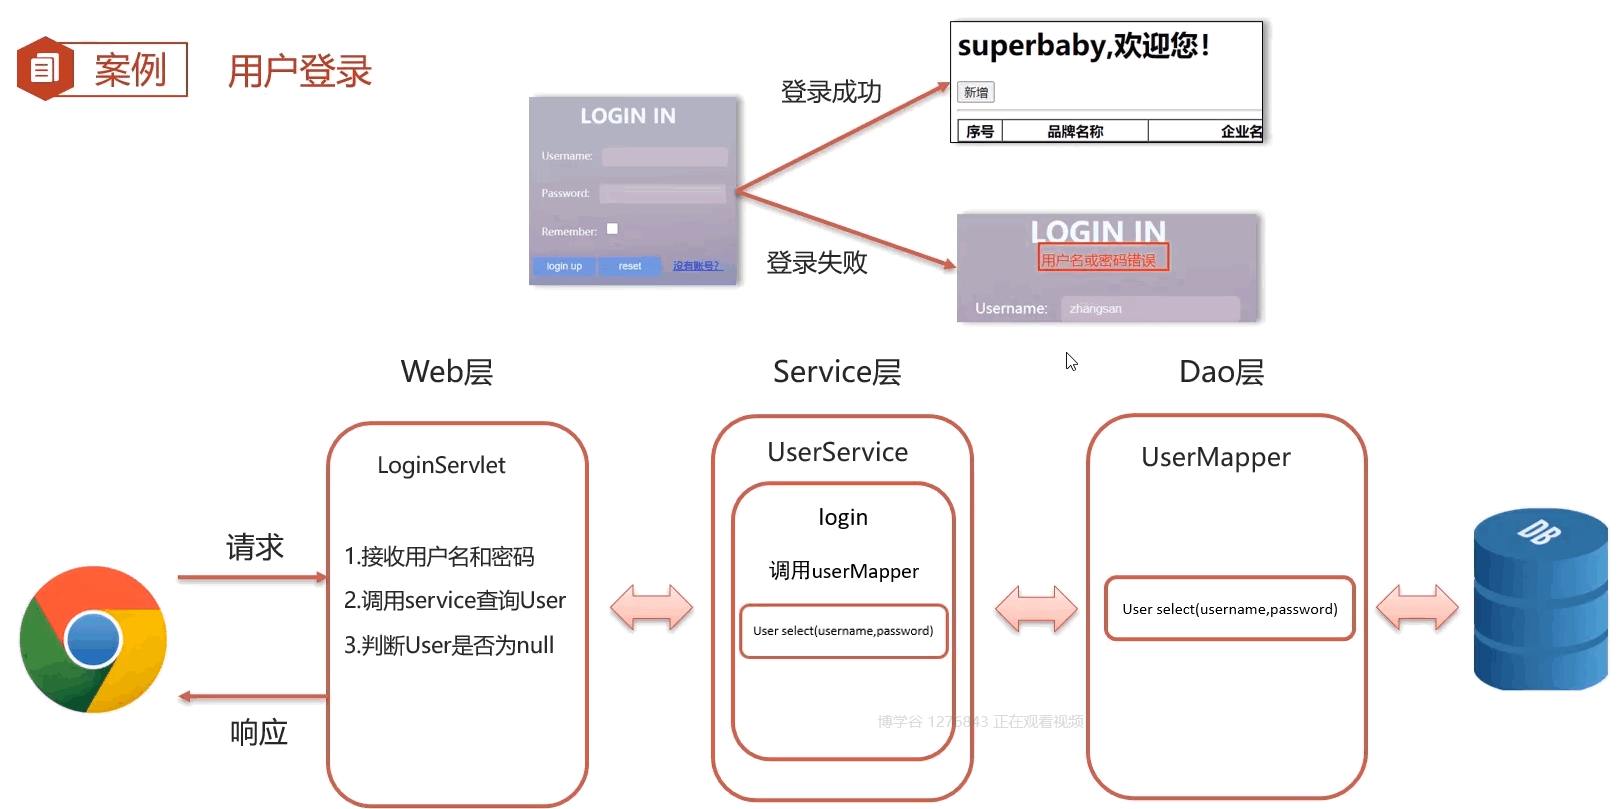 案例
用户登录
LOGIN IN
Username:
Password:
Remember:
login up
reset
没有账号?
登录成功
登录失败
superbaby,欢迎您!
新增
序号
品牌名称
企业名
LOGIN IN
用户名或密码错误
Username:
zhangsan
Web层
Service层
Dao层
LoginServlet
1.接收用户名和密码
2.调用service查询User
3.判断User是否为null
请求
响应
UserService
login
调用userMapper
User select(username,password)
UserMapper
User select(username,password)
DB
博学谷 1276843 正在观看视频